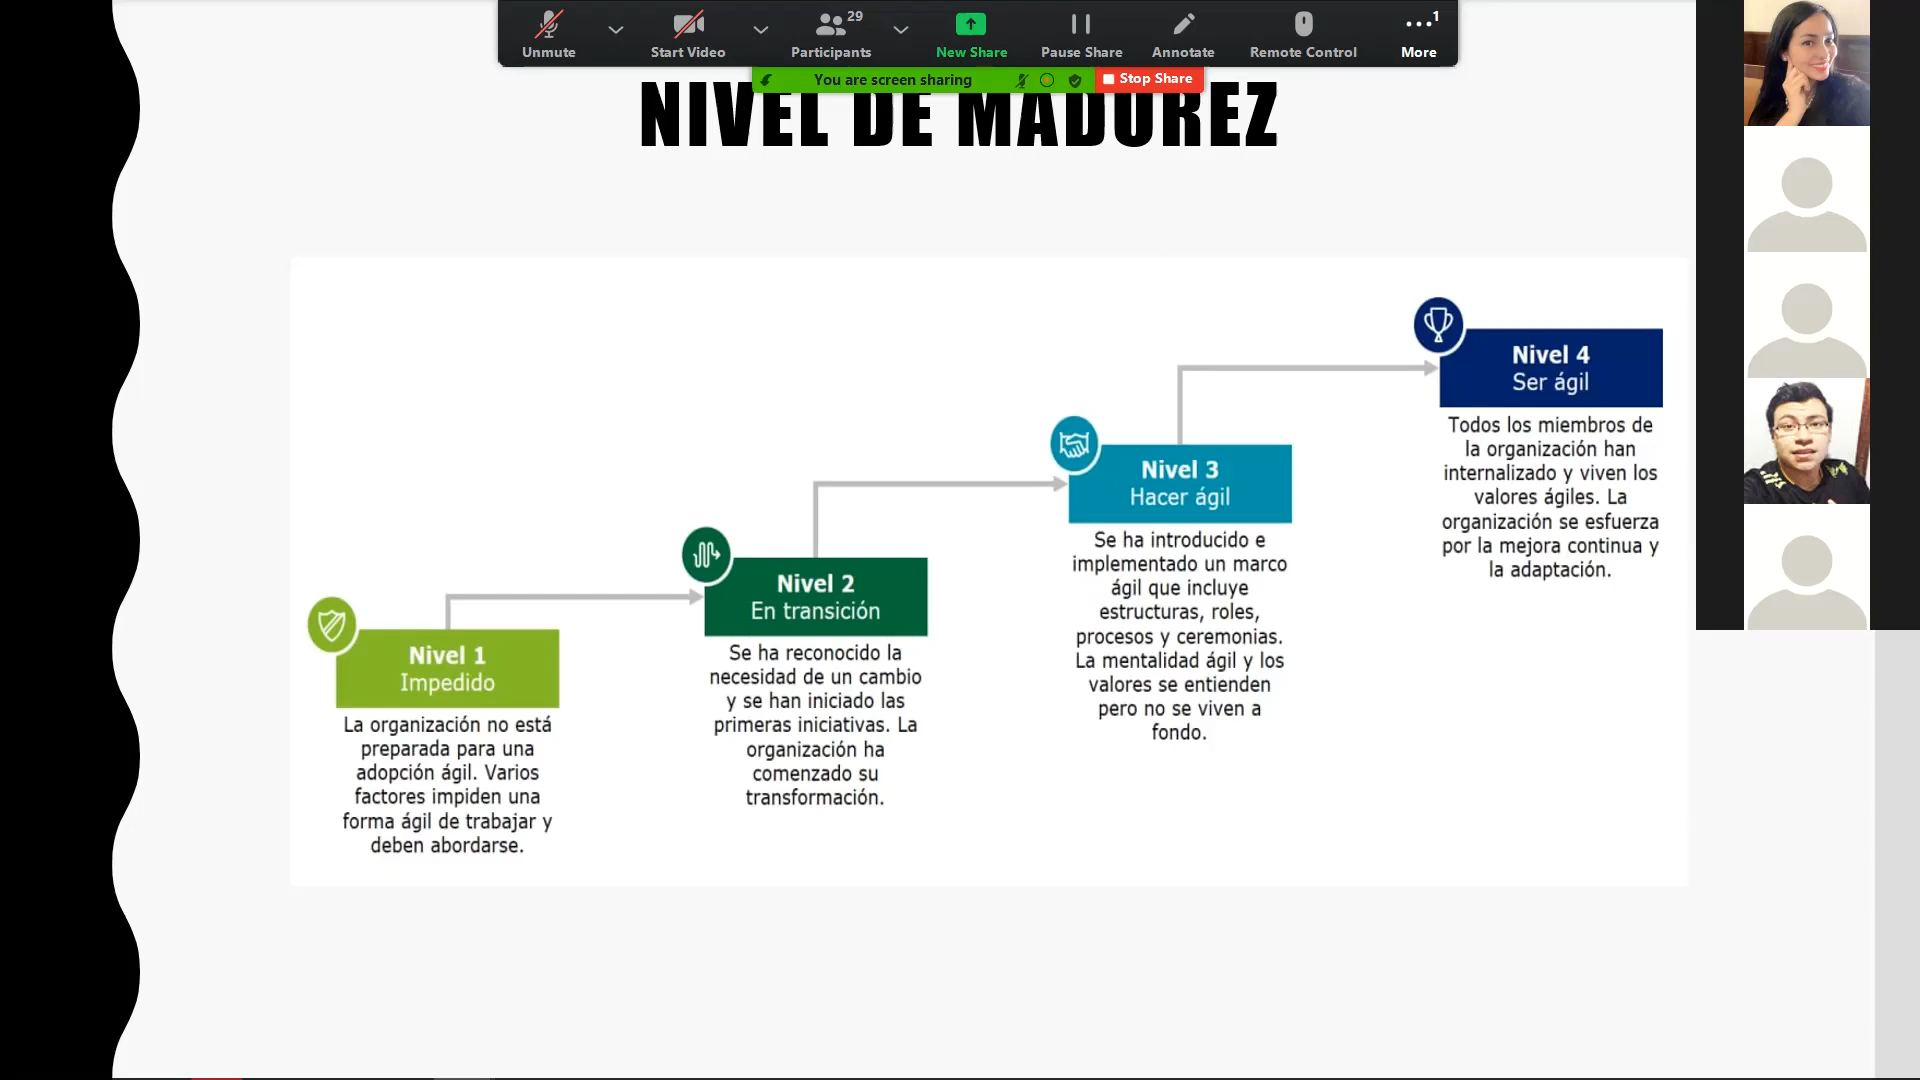 29
1
Unmute
Start Video
Participants
New Share
Pause Share
Annotate
Remote Control
More
You are screen sharing
Stop Share
NIVEL DE MADUREZ
Nivel 1
Impedido
La organización no está
preparada para una
adopción ágil. Varios
factores impiden una
forma ágil de trabajar y
deben abordarse.
Nivel 2
En transición
Se ha reconocido la
necesidad de un cambio
y se han iniciado las
primeras iniciativas. La
organización ha
comenzado su
transformación.
Nivel 3
Hacer ágil
Se ha introducido e
implementado un marco
ágil que incluye
estructuras, roles,
procesos y ceremonias.
La mentalidad ágil y los
valores se entienden
pero no se viven a
fondo.
Nivel 4
Ser ágil
Todos los miembros de
la organización han
internalizado y viven los
valores ágiles. La
organización se esfuerza
por la mejora continua y
la adaptación.